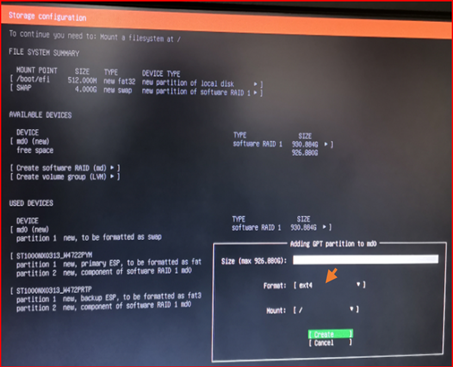 Storage configuration
To continue you need to: Mount a filesystem at /
FILE SYSTEM SUMMARY
MOUNT POINT SIZE TYPE DEVICE TYPE
[ /boot/efi 512.000M new fat32 new partition of local disk ▸ ]
[ SWAP 4.000G new swap new partition of software RAID 1 ▸ ]
AVAILABLE DEVICES
DEVICE TYPE SIZE
[ md0 (new) software RAID 1 930.884G ▸ ]
free space 926.880G
[ Create software RAID (md) ▸ ]
[ Create volume group (LVM) ▸ ]
USED DEVICES
DEVICE TYPE SIZE
[ md0 (new) software RAID 1 930.884G ▸ ]
partition 1 new, to be formatted as swap
[ ST1000NX0313_W4722PVM
partition 1 new, primary ESP, to be formatted as fat
partition 2 new, component of software RAID 1 md0
[ ST1000NX0313_W472PRTP
partition 1 new, backup ESP, to be formatted as fat3
partition 2 new, component of software RAID 1 md0
Adding GPT partition to md0
Size (max 926.880G):
Format: [ ext4 ▾ ]
Mount: [ / ▾ ]
[ Create ]
[ Cancel ]